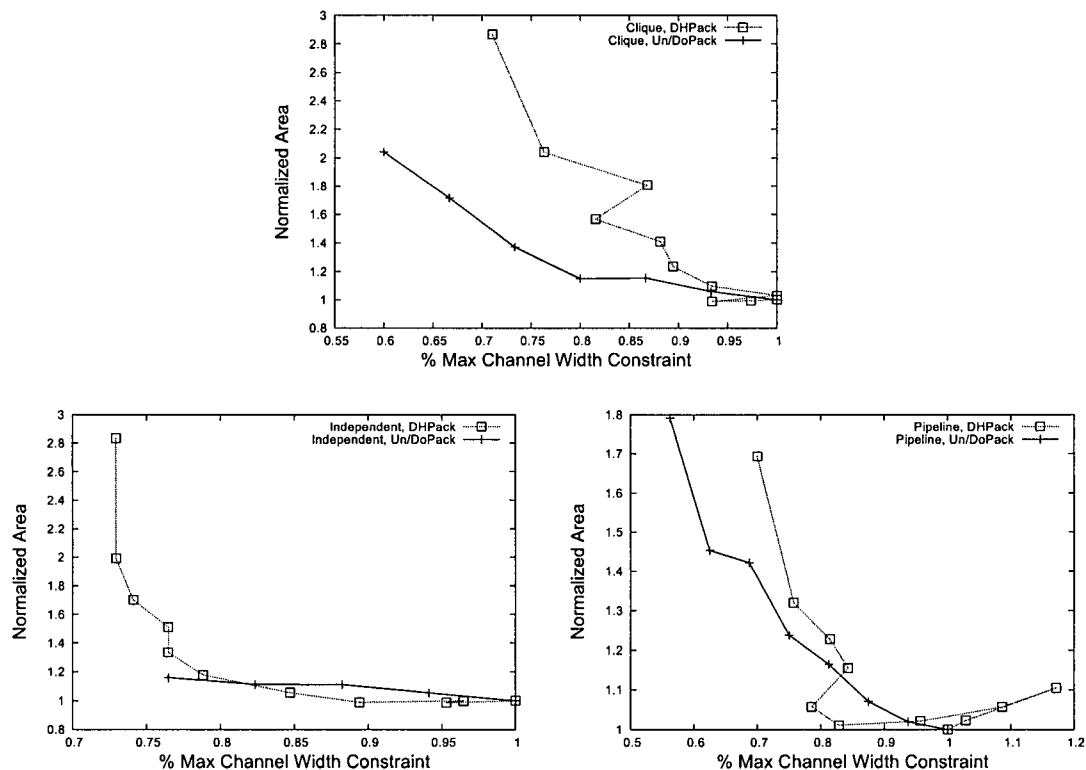 3
2.8
2.6
2.4
2.2
2
1.8
1.6
1.4
1.2
1
0.8
Normalized Area
Clique, DHPack
Clique, Un/DoPack
0.55 0.6 0.65 0.7 0.75 0.8 0.85 0.9 0.95 1
% Max Channel Width Constraint
3
2.8
2.6
2.4
2.2
2
1.8
1.6
1.4
1.2
1
0.8
Normalized Area
Independent, DHPack
Independent, Un/DoPack
0.7 0.75 0.8 0.85 0.9 0.95 1
% Max Channel Width Constraint
1.8
1.7
1.6
1.5
1.4
1.3
1.2
1.1
1
Normalized Area
Pipeline, DHPack
Pipeline, Un/DoPack
0.5 0.6 0.7 0.8 0.9 1 1.1 1.2
% Max Channel Width Constraint